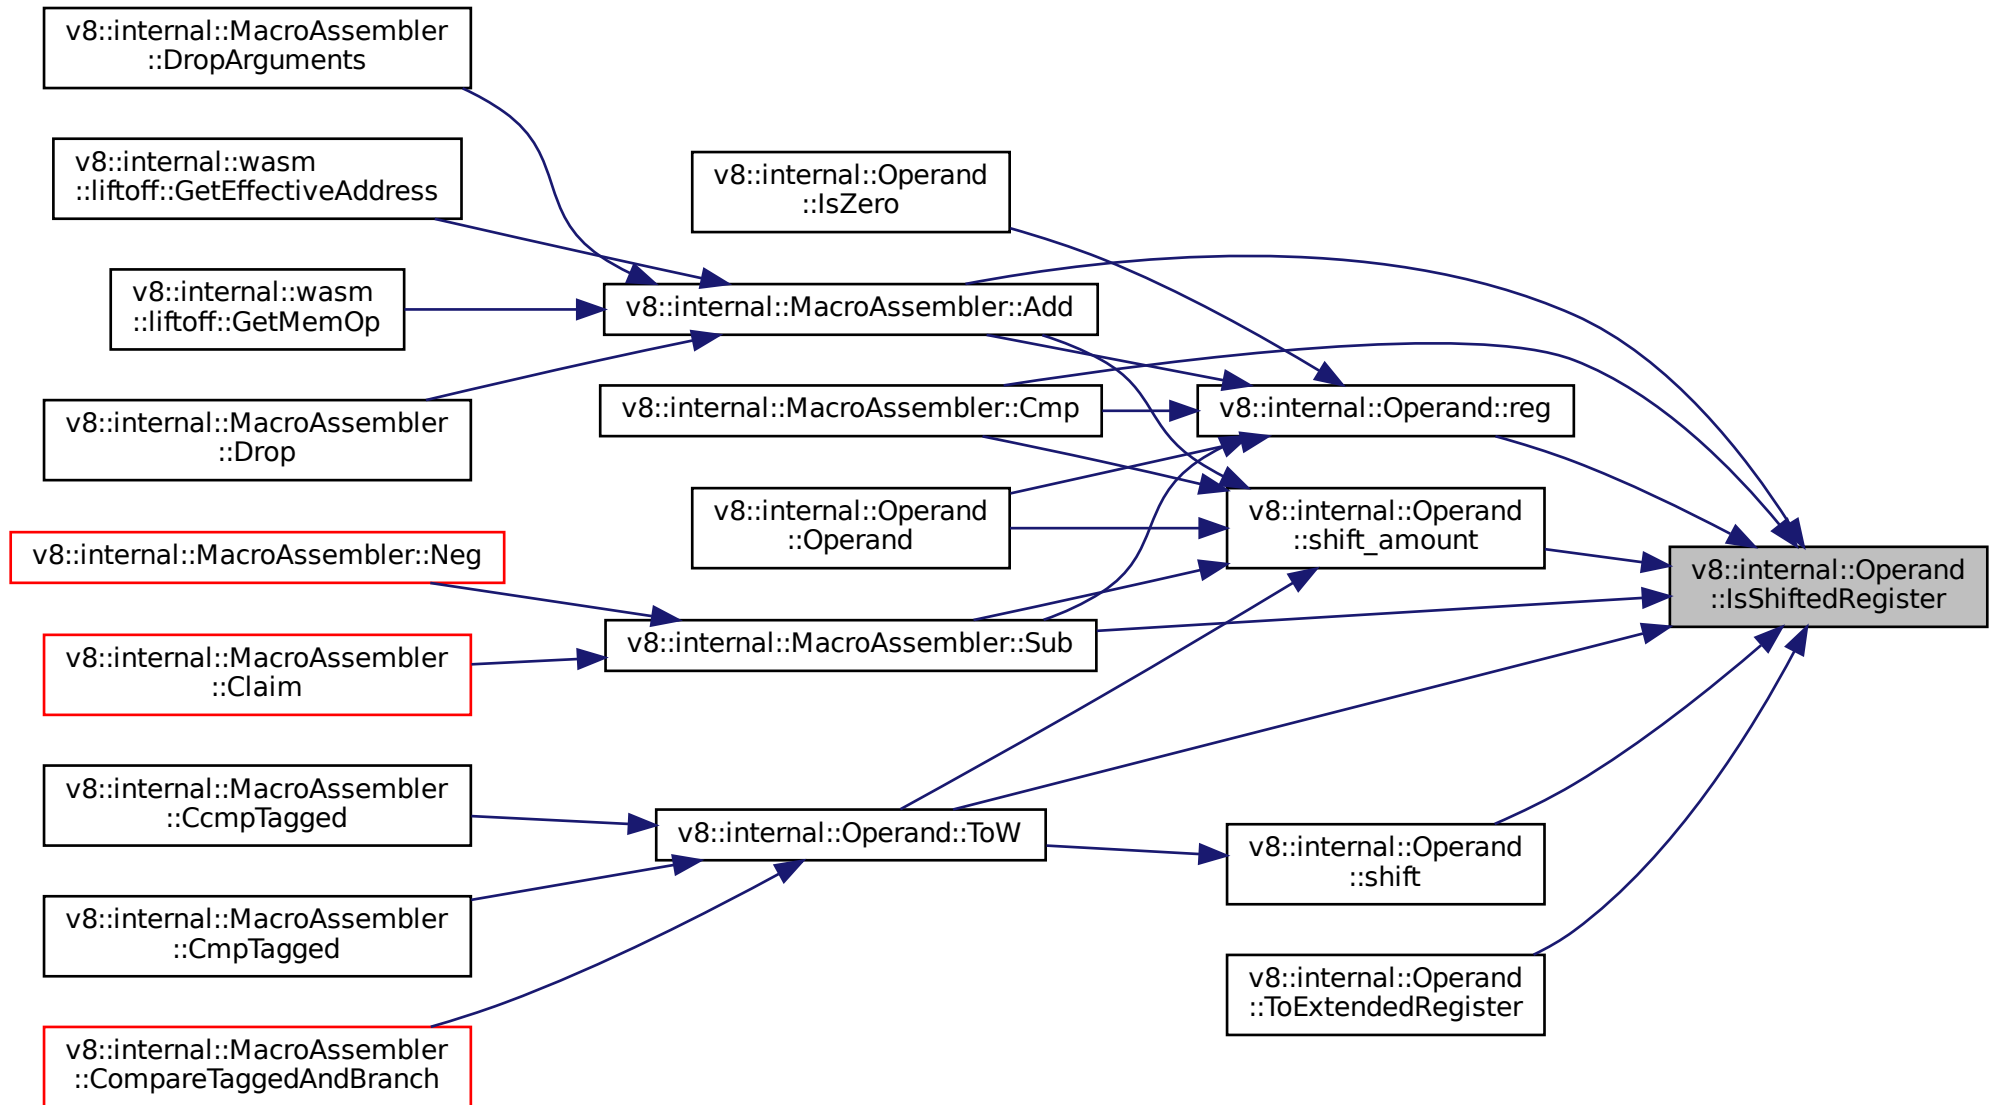 v8::internal::MacroAssembler
::DropArguments
v8::internal::wasm
::liftoff::GetEffectiveAddress
v8::internal::wasm
::liftoff::GetMemOp
v8::internal::MacroAssembler
::Drop
v8::internal::MacroAssembler::Neg
v8::internal::MacroAssembler
::Claim
v8::internal::MacroAssembler
::CcmpTagged
v8::internal::MacroAssembler
::CmpTagged
v8::internal::MacroAssembler
::CompareTaggedAndBranch
v8::internal::Operand
::IsZero
v8::internal::MacroAssembler::Add
v8::internal::MacroAssembler::Cmp
v8::internal::Operand
::Operand
v8::internal::MacroAssembler::Sub
v8::internal::Operand::ToW
v8::internal::Operand::reg
v8::internal::Operand
::shift_amount
v8::internal::Operand
::shift
v8::internal::Operand
::ToExtendedRegister
v8::internal::Operand
::IsShiftedRegister